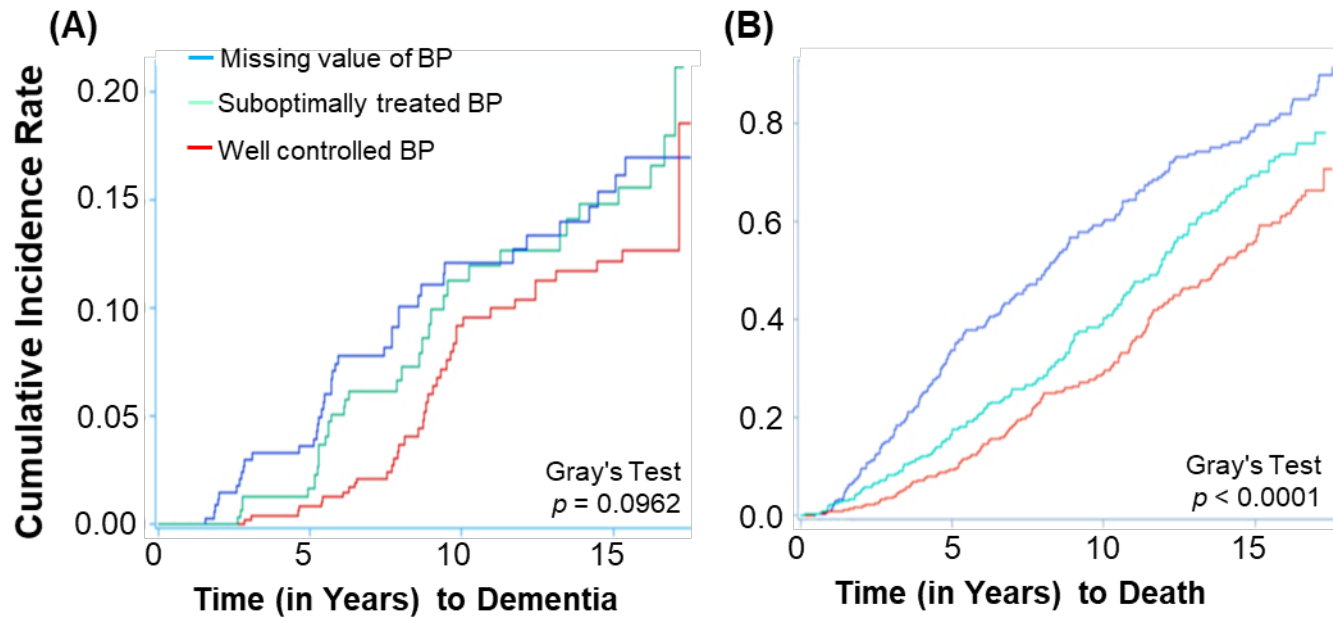 (A)
Missing value of BP
Suboptimally treated BP
Well controlled BP
Cumulative Incidence Rate
0.20
0.15
0.10
0.05
0.00
0
5
10
15
Gray's Test
p = 0.0962
Time (in Years) to Dementia
(B)
0.8
0.6
0.4
0.2
0.0
0
5
10
15
Gray's Test
p < 0.0001
Time (in Years) to Death